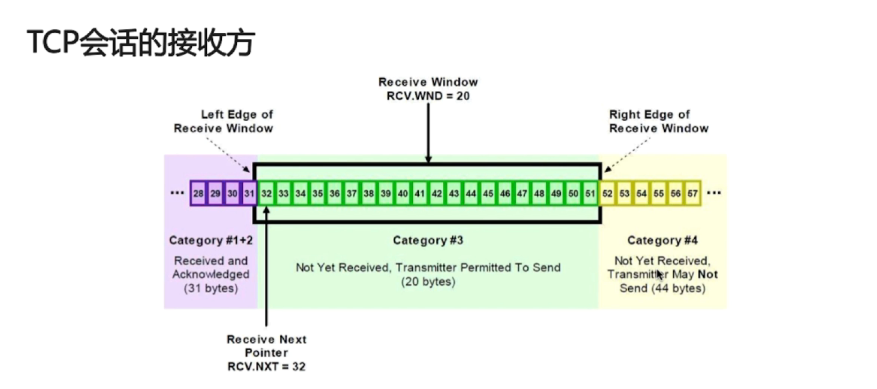 TCP会话的接收方
Receive Window
RCV.WND = 20
Left Edge of
Receive Window
Right Edge of
Receive Window
... 28 29 30 31 32 33 34 35 36 37 38 39 40 41 42 43 44 45 46 47 48 49 50 51 52 53 54 55 56 57 ...
Category #1+2
Received and
Acknowledged
(31 bytes)
Category #3
Not Yet Received, Transmitter Permitted To Send
(20 bytes)
Category #4
Not Yet Received,
Transmitter May Not
Send (44 bytes)
Receive Next
Pointer
RCV.NXT = 32